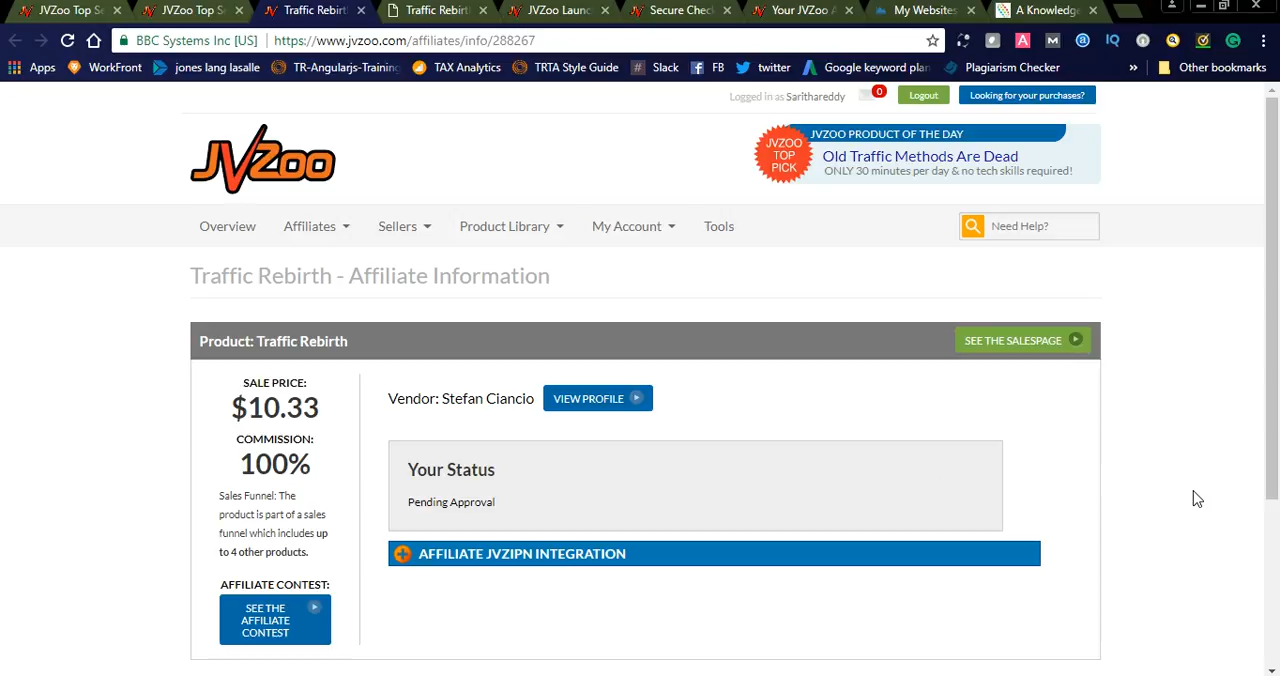 JVZoo Top Se
JVZoo Top S
Traffic Rebirt
Traffic Rebirt
JVZoo Laun
Secure Chec
Your JVZoo A
My Websites
A Knowledge
BBC Systems Inc [US]
https://www.jvzoo.com/affiliates/info/288267
Apps
WorkFront
jones lang lasalle
TR-Angularjs-Training
TAX Analytics
TRTA Style Guide
Slack
FB
twitter
Google keyword plan
Plagiarism Checker
»
Other bookmarks
Logged in as Sarithareddy
0
Logout
Looking for your purchases?
JVZoo
JVZOO TOP PICK
JVZOO PRODUCT OF THE DAY
Old Traffic Methods Are Dead
ONLY 30 minutes per day & no tech skills required!
Overview
Affiliates
Sellers
Product Library
My Account
Tools
Need Help?
Traffic Rebirth - Affiliate Information
Product: Traffic Rebirth
SEE THE SALESPAGE
SALE PRICE:
$10.33
COMMISSION:
100%
Sales Funnel: The
product is part of a sales
funnel which includes up
to 4 other products.
AFFILIATE CONTEST:
SEE THE
AFFILIATE
CONTEST
Vendor: Stefan Ciancio
VIEW PROFILE
Your Status
Pending Approval
AFFILIATE JVZIPN INTEGRATION